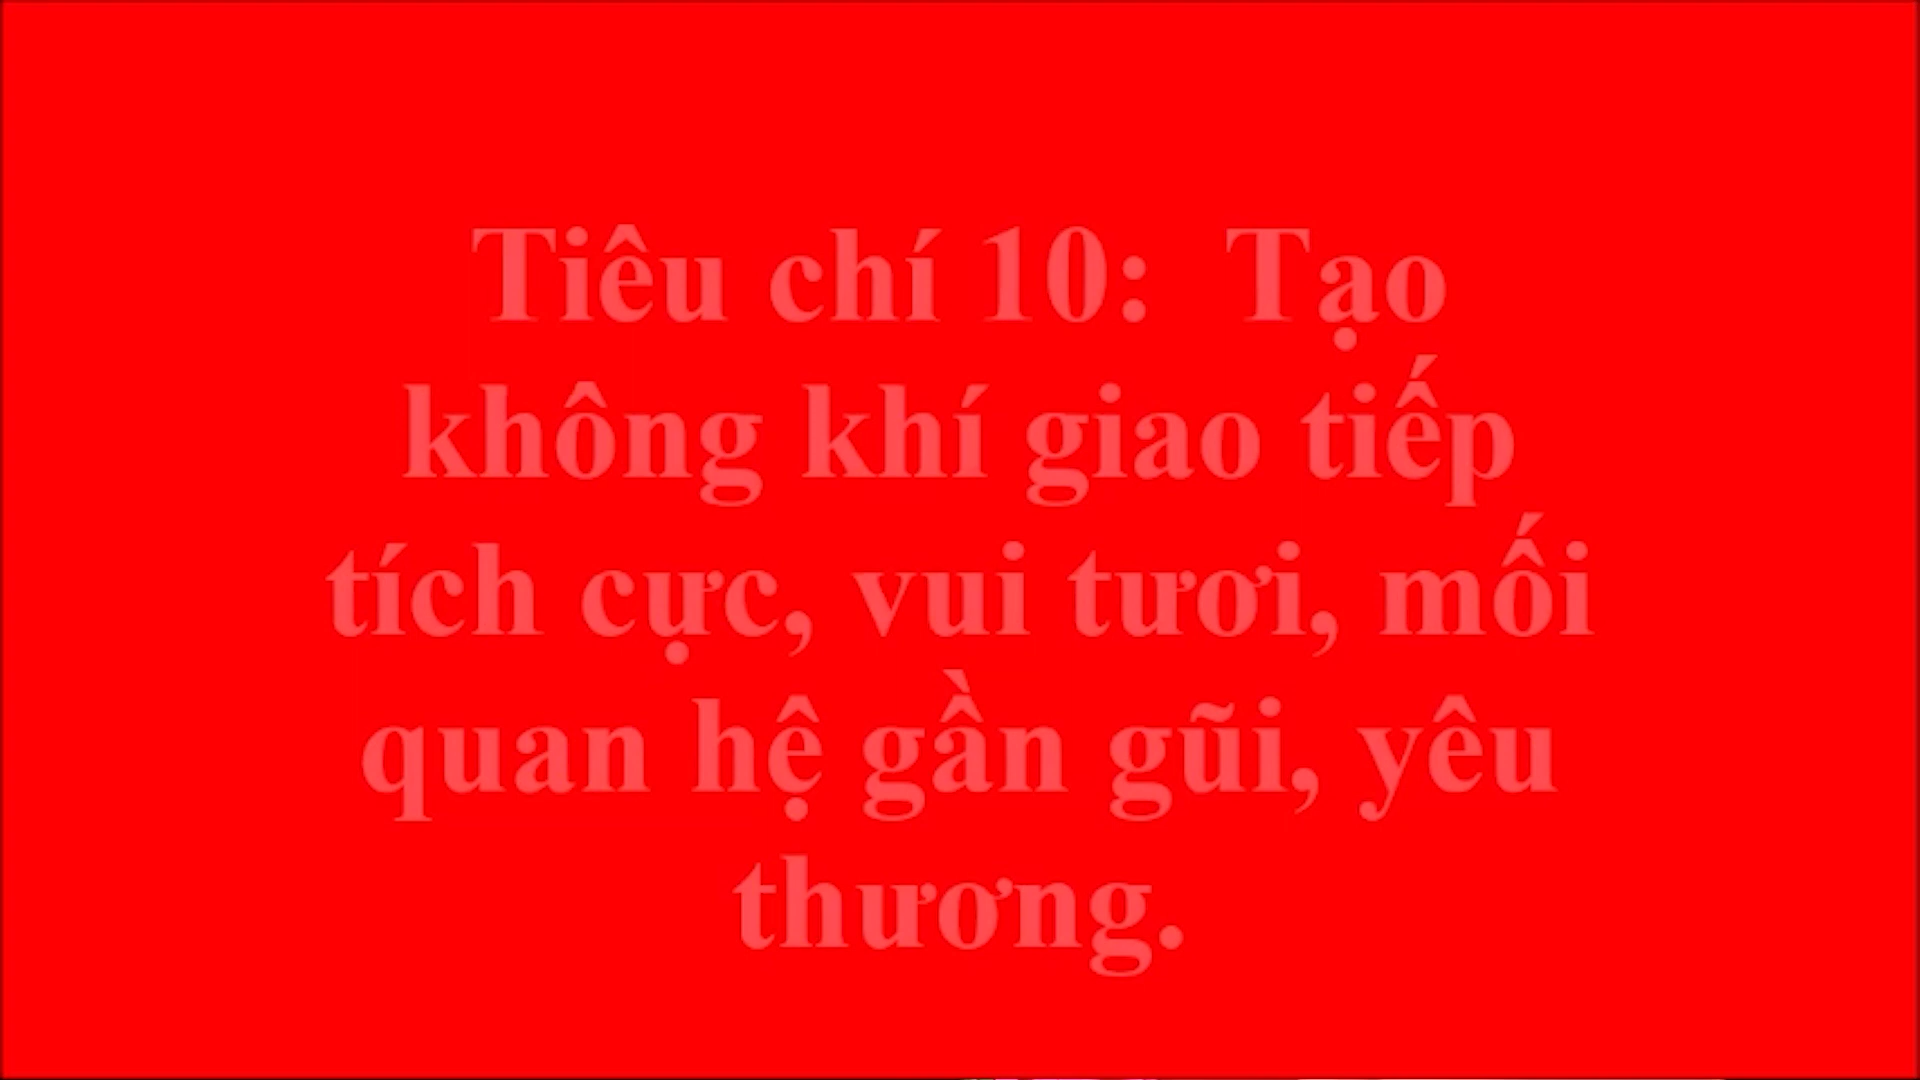 Tiêu chí 10:  Tạo
không khí giao tiếp
tích cực, vui tươi, mối
quan hệ gần gũi, yêu
thương.